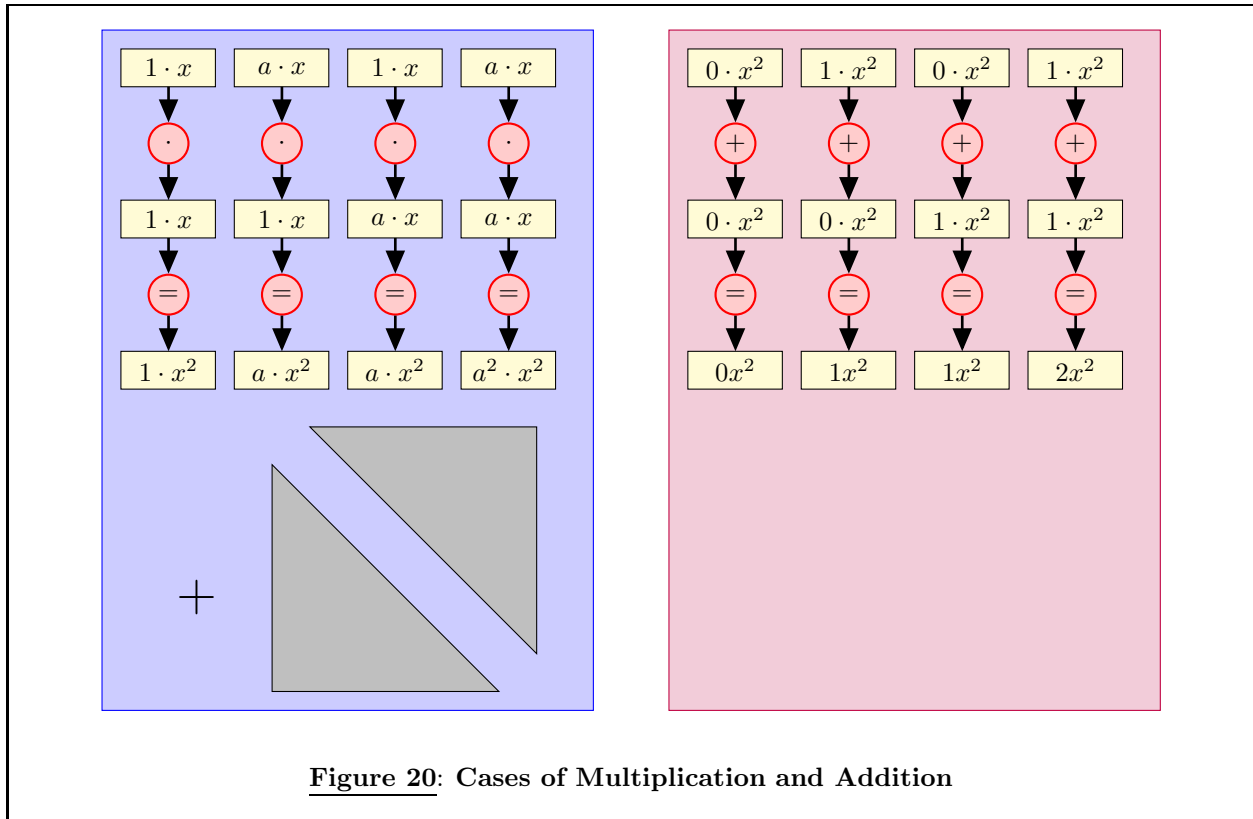 1 · x a · x 1 · x a · x 0 · x² 1 · x² 0 · x² 1 · x²
· · · · + + + +
1 · x 1 · x a · x a · x 0 · x² 0 · x² 1 · x² 1 · x²
= = = = = = = =
1 · x² a · x² a · x² a² · x² 0x² 1x² 1x² 2x²
+
Figure 20: Cases of Multiplication and Addition